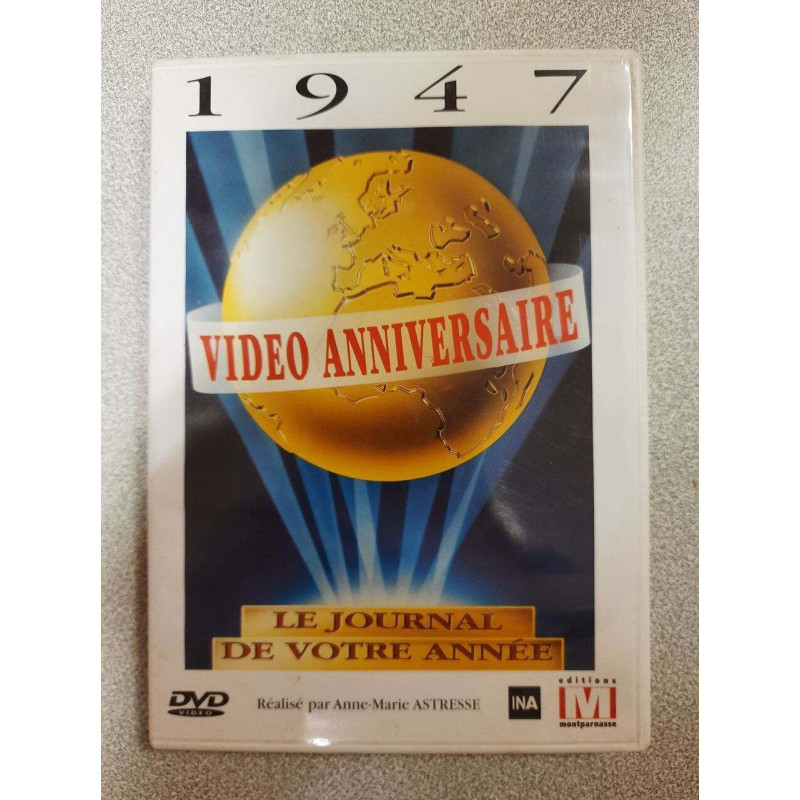 1947
VIDEO ANNIVERSAIRE
LE JOURNAL
DE VOTRE ANNÉE
DVD
VIDEO
Réalisé par Anne-Marie ASTRESSE
INA
editions
M
montparnasse